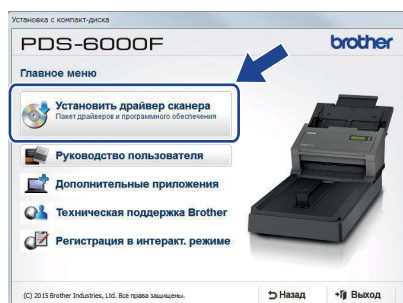 Установка с компакт-диска
PDS-6000F
brother
Главное меню
Установить драйвер сканера
Пакет драйверов и программного обеспечения
Руководство пользователя
Дополнительные приложения
Техническая поддержка Brother
Регистрация в интеракт. режиме
(C) 2015 Brother Industries, Ltd. Все права защищены.
Назад
Выход